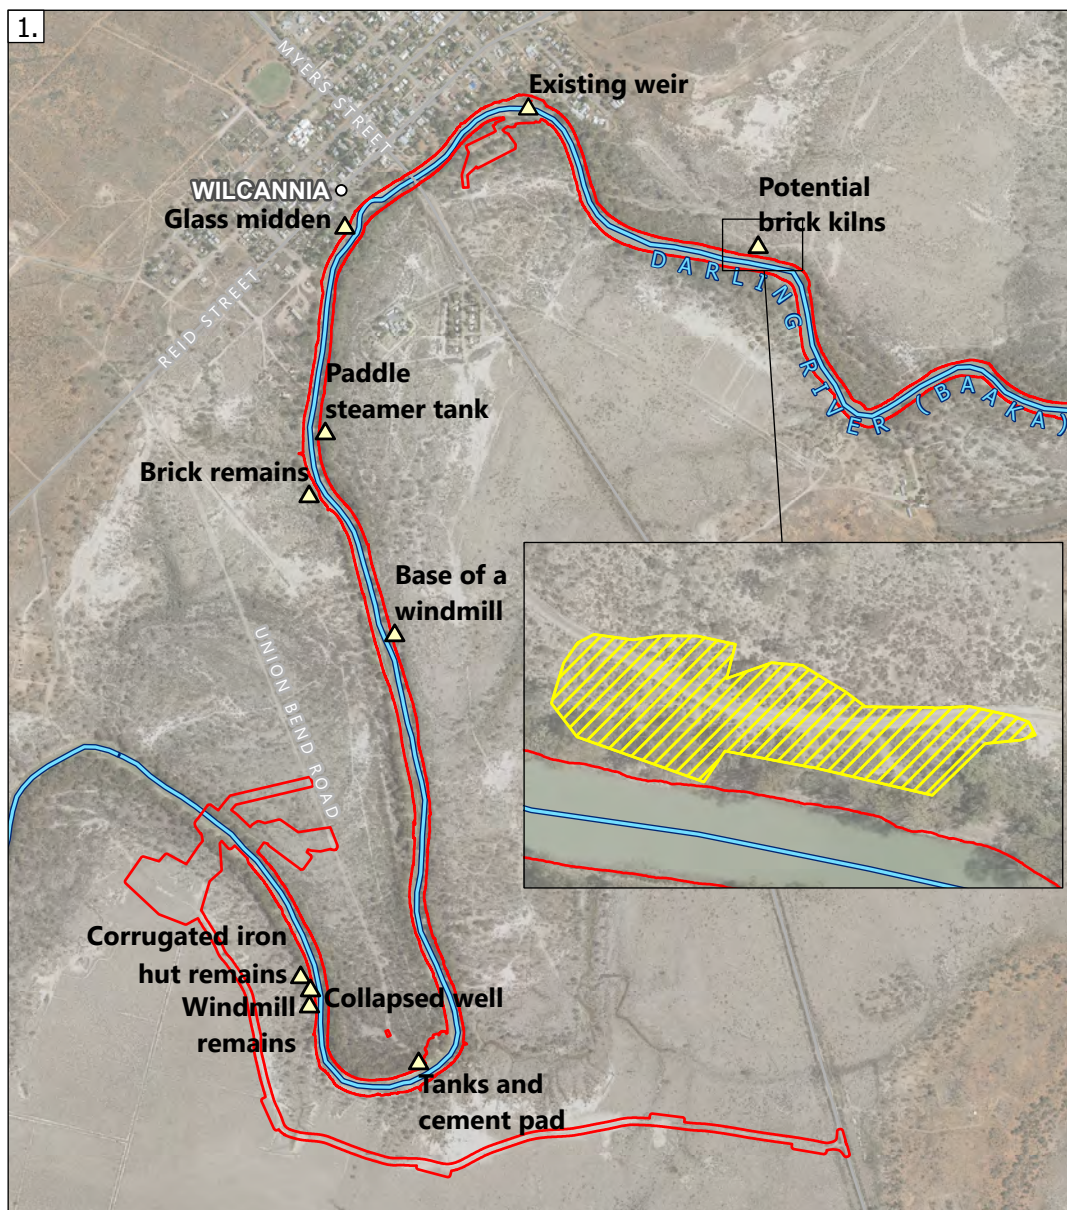 1.
MYERS STREET
Existing weir
WILCANNIA
Glass midden
Potential
brick kilns
DARLING RIVER (BAAKA)
REID STREET
Paddle
steamer tank
Brick remains
Base of a
windmill
UNION BEND ROAD
Corrugated iron
hut remains
Collapsed well
Windmill
remains
Tanks and
cement pad